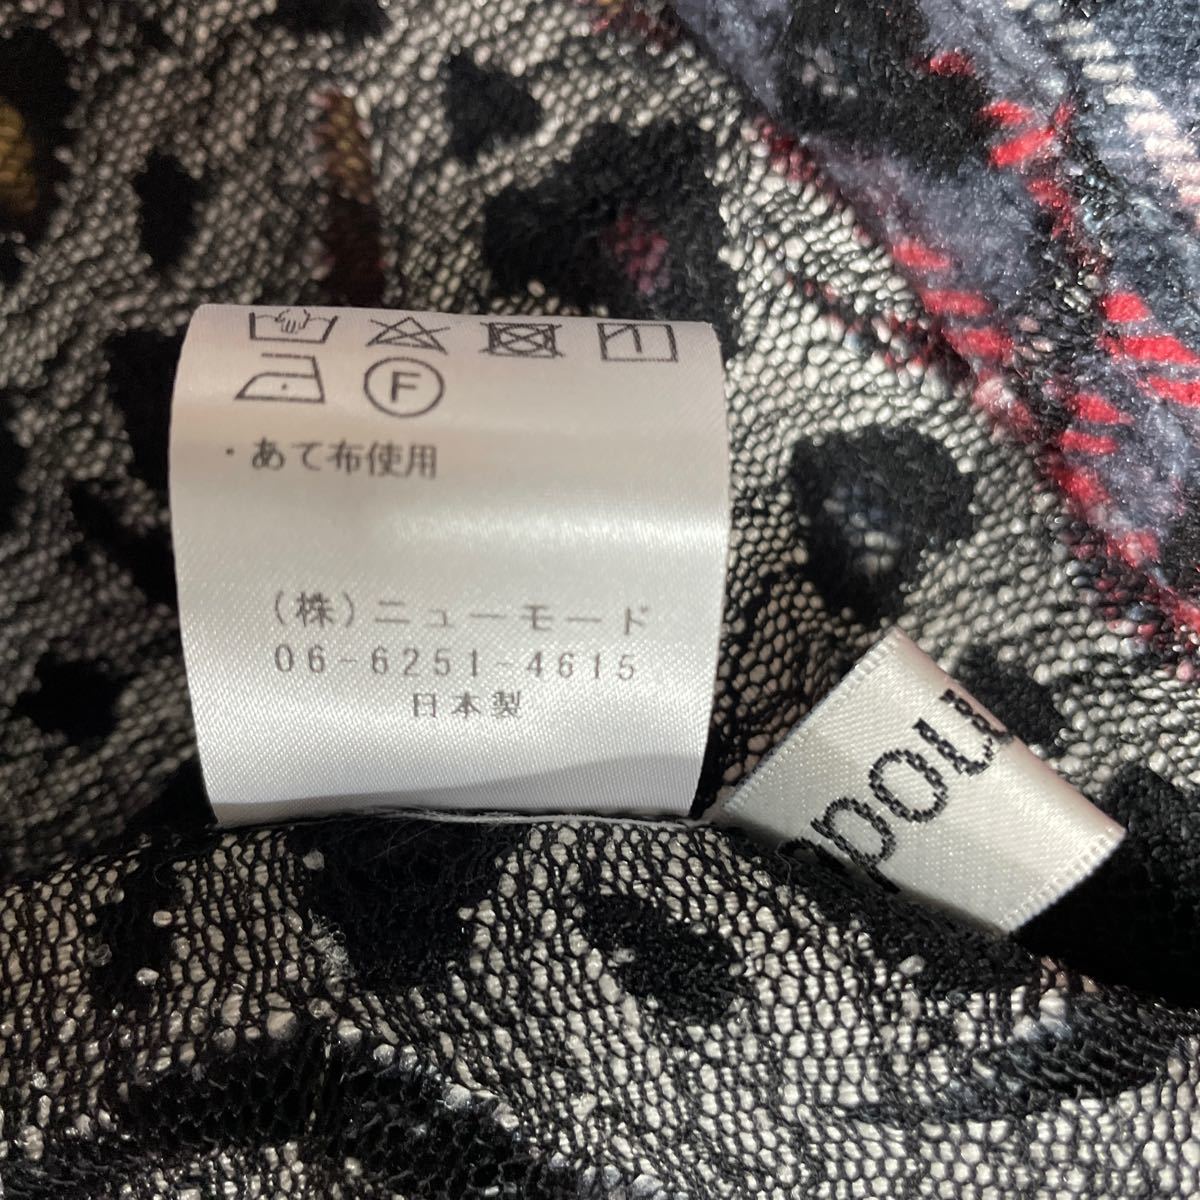 F
・あて布使用
(株)ニューモード
06-6251-4615
日本製